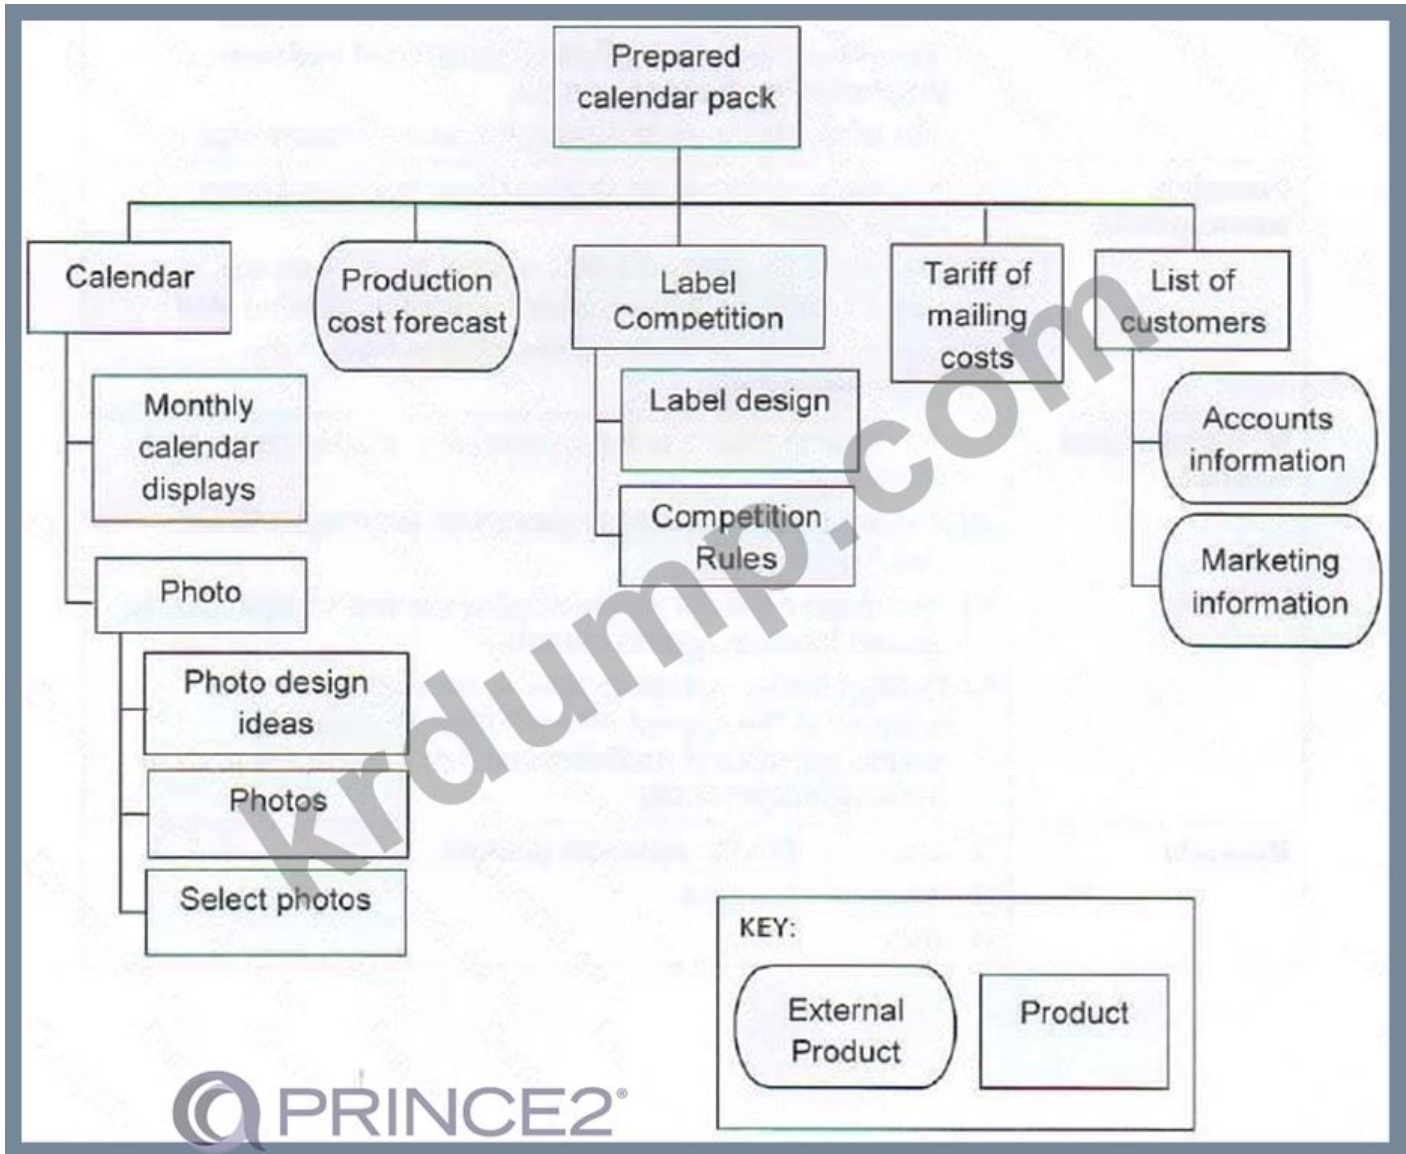 Prepared
calendar pack
Calendar
Production
cost forecast
Label
Competition
Tariff of
mailing
costs
List of
customers
Monthly
calendar
displays
Label design
Accounts
information
Competition
Rules
Marketing
information
Photo
Photo design
ideas
Photos
Select photos
krdump.com
KEY:
External
Product
Product
PRINCE2®